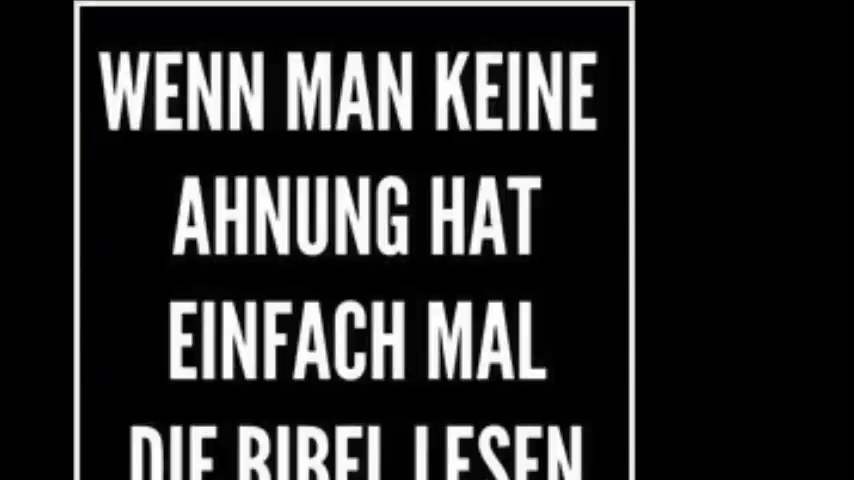 WENN MAN KEINE
AHNUNG HAT
EINFACH MAL
DIE BIBEL LESEN